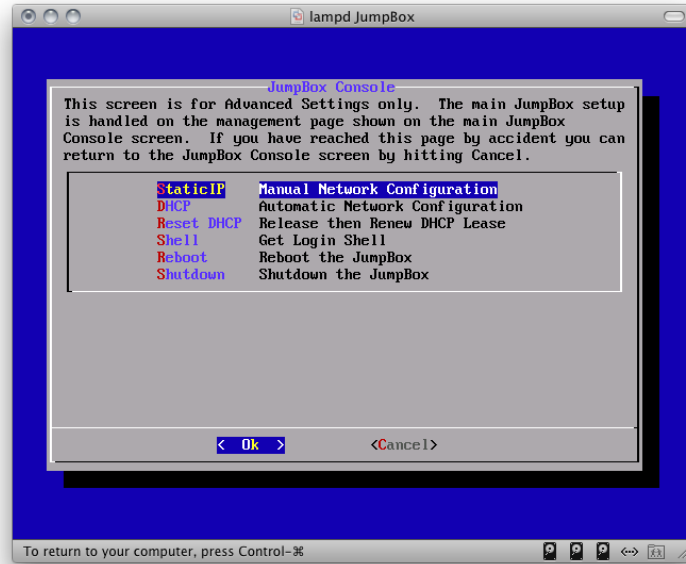 lampd JumpBox
JumpBox Console
This screen is for Advanced Settings only.  The main JumpBox setup
is handled on the management page shown on the main JumpBox
Console screen.  If you have reached this page by accident you can
return to the JumpBox Console screen by hitting Cancel.
StaticIP Manual Network Configuration
DHCP Automatic Network Configuration
Reset DHCP Release then Renew DHCP Lease
Shell Get Login Shell
Reboot Reboot the JumpBox
Shutdown Shutdown the JumpBox
< Ok > <Cancel>
To return to your computer, press Control-⌘